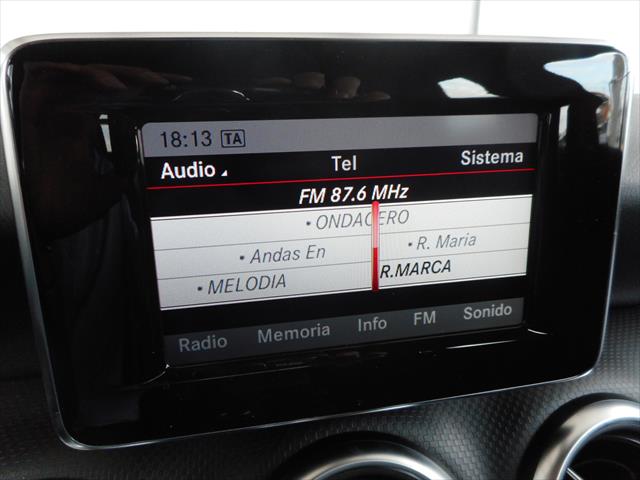 18:13 TA
Audio Tel Sistema
FM 87.6 MHz
• ONDACERO
• Andas En • R. Maria
• MELODIA R.MARCA
Radio Memoria Info FM Sonido